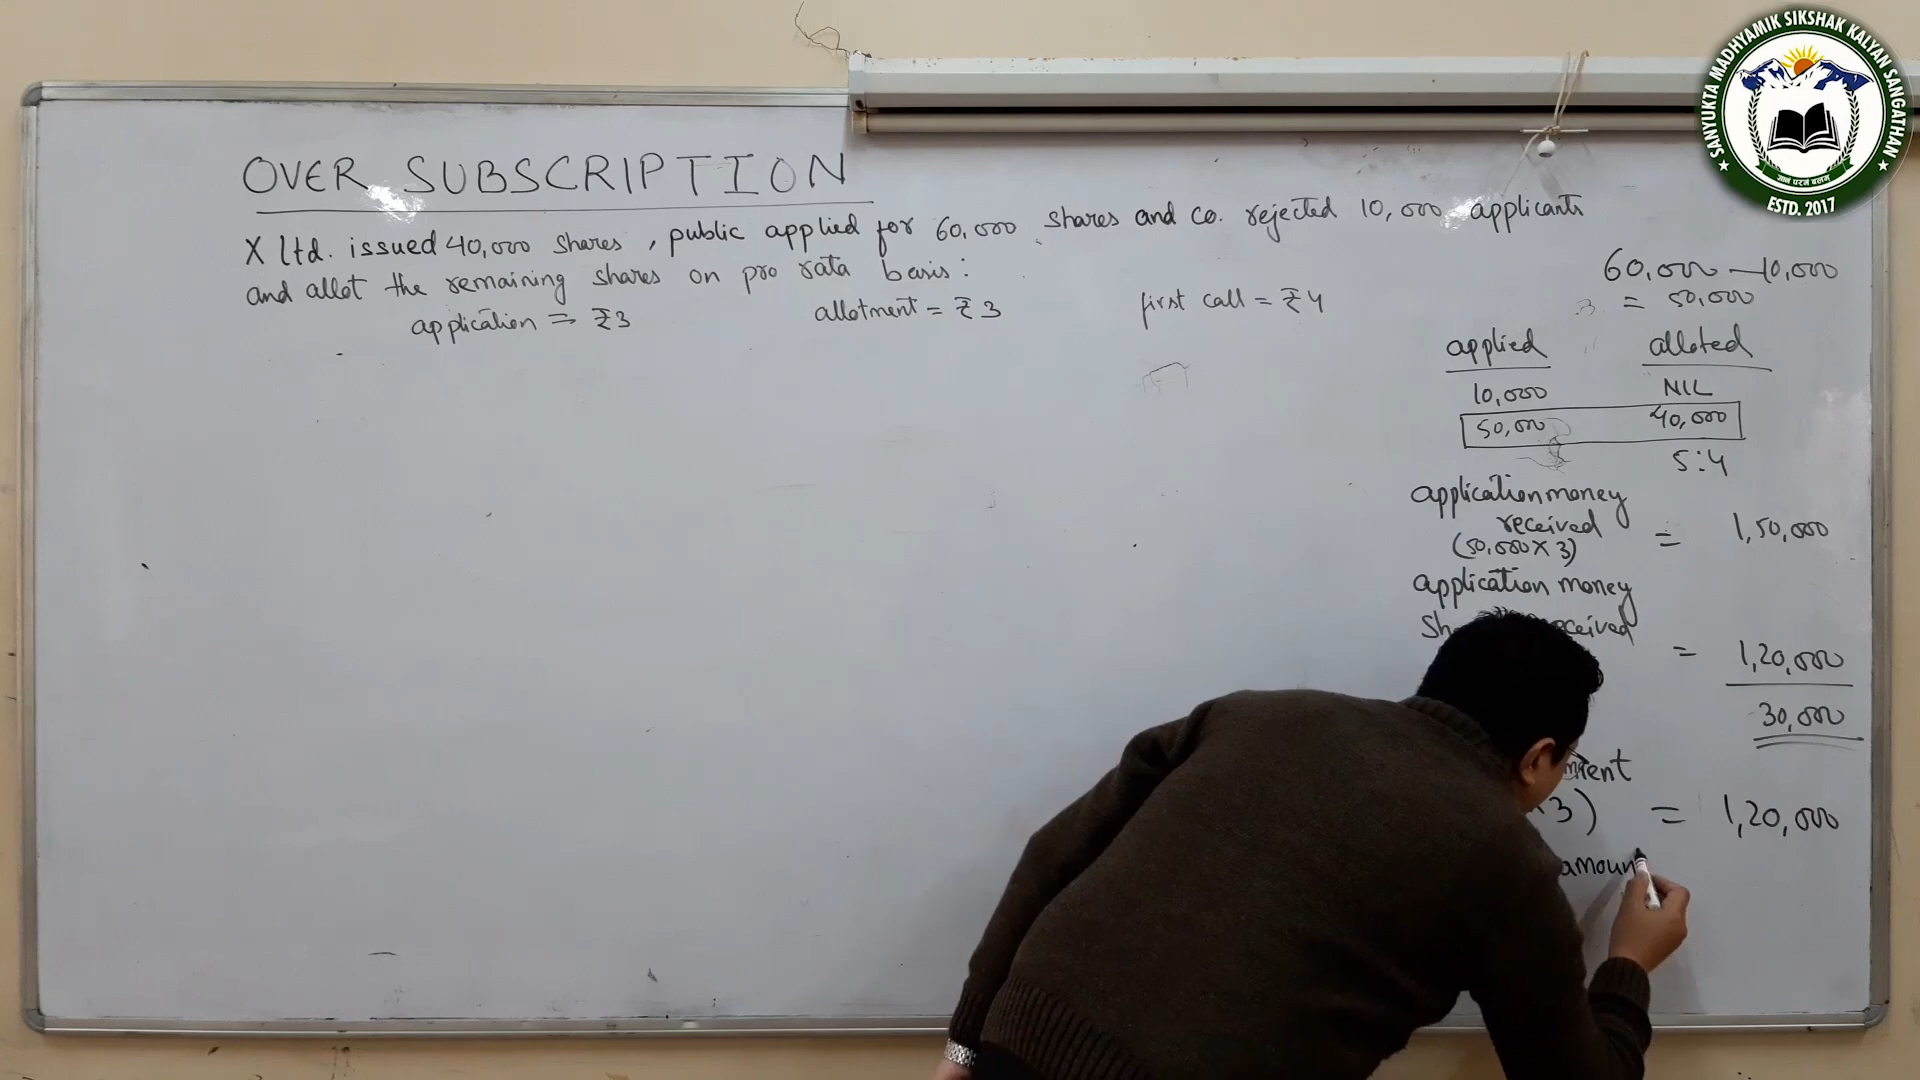 OVER SUBSCRIPTION
X ltd. issued 40,000 shares, public applied for 60,000 shares and co. rejected 10,000 applicants
and allot the remaining shares on pro rata basis:
application = ₹3 allotment = ₹3 first call = ₹4
60,000 - 10,000
= 50,000
applied alloted
10,000 NIL
50,000 40,000
5:4
application money
received
(50,000 x 3) = 1,50,000
application money
Sh
= 1,20,000
30,000
3) = 1,20,000
amoun
SANYUKTA MADHYAMIK SIKSHAK KALYAN SANGATHAN
ESTD. 2017